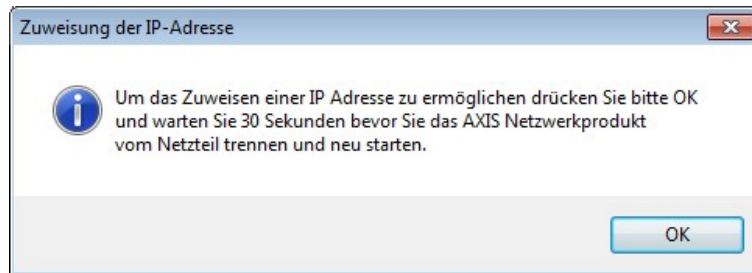 Zuweisung der IP-Adresse
Um das Zuweisen einer IP Adresse zu ermöglichen drücken Sie bitte OK
und warten Sie 30 Sekunden bevor Sie das AXIS Netzwerkprodukt
vom Netzteil trennen und neu starten.
OK